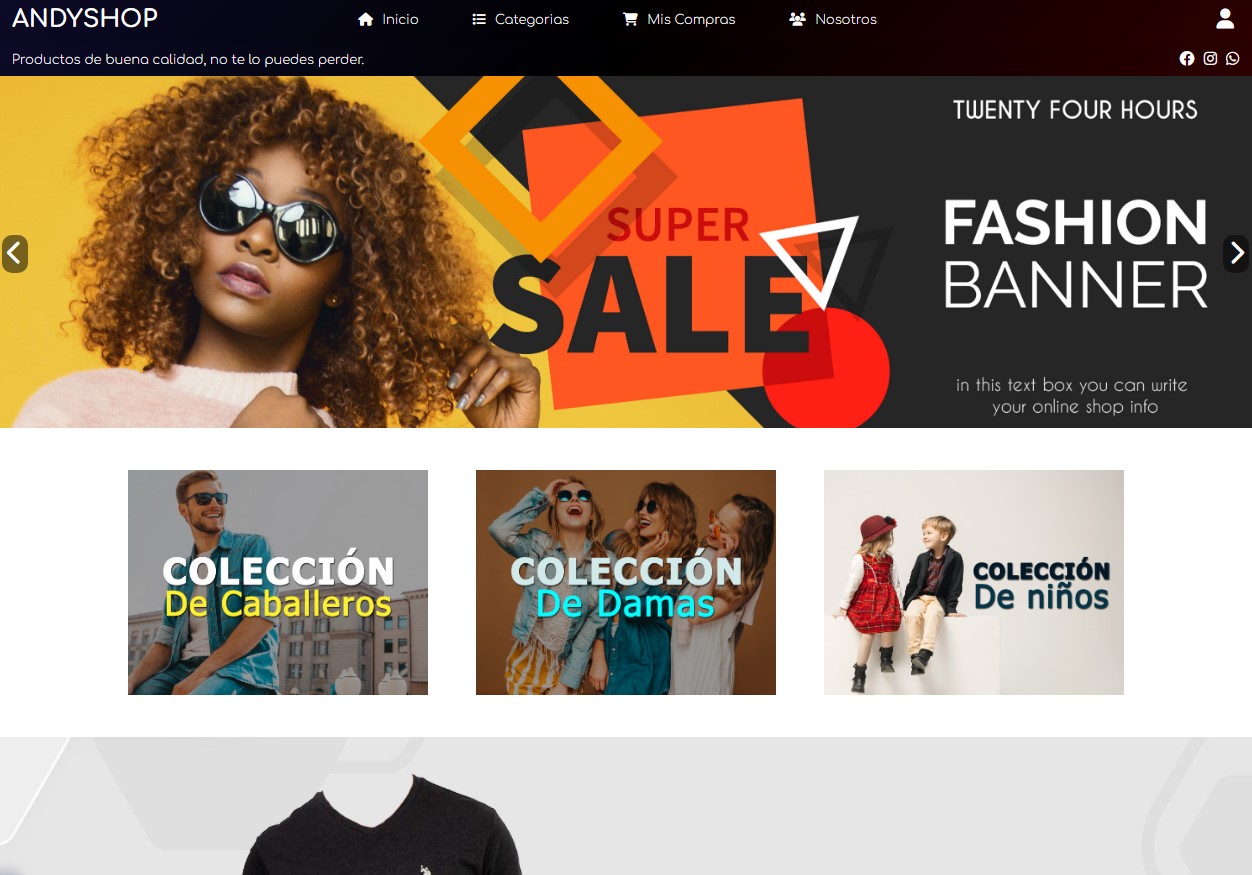 ANDYSHOP
Inicio
Categorias
Mis Compras
Nosotros
Productos de buena calidad, no te lo puedes perder.
SUPER
SALE
TWENTY FOUR HOURS
FASHION
BANNER
in this text box you can write
your online shop info
COLECCIÓN
De Caballeros
COLECCIÓN
De Damas
COLECCIÓN
De niños